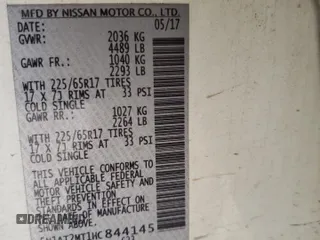 MFD BY NISSAN MOTOR CO., LTD.
DATE: 05/17
GVWR: 2036 KG
4489 LB
GAWR FR.: 1040 KG
2293 LB
WITH 225/65R17 TIRES
17 X 7J RIMS AT 33 PSI
COLD SINGLE
GAWR RR.: 1027 KG
2264 LB
WITH 225/65R17 TIRES
17 X 7J RIMS AT 33 PSI
COLD SINGLE
THIS VEHICLE CONFORMS TO ALL
APPLICABLE
VEHICLE SAFETY AND THEFT
PREVENTION STANDARDS IN EFFECT
ON THE DATE OF MANUFACTURE
SHOWN ABOVE.
844145